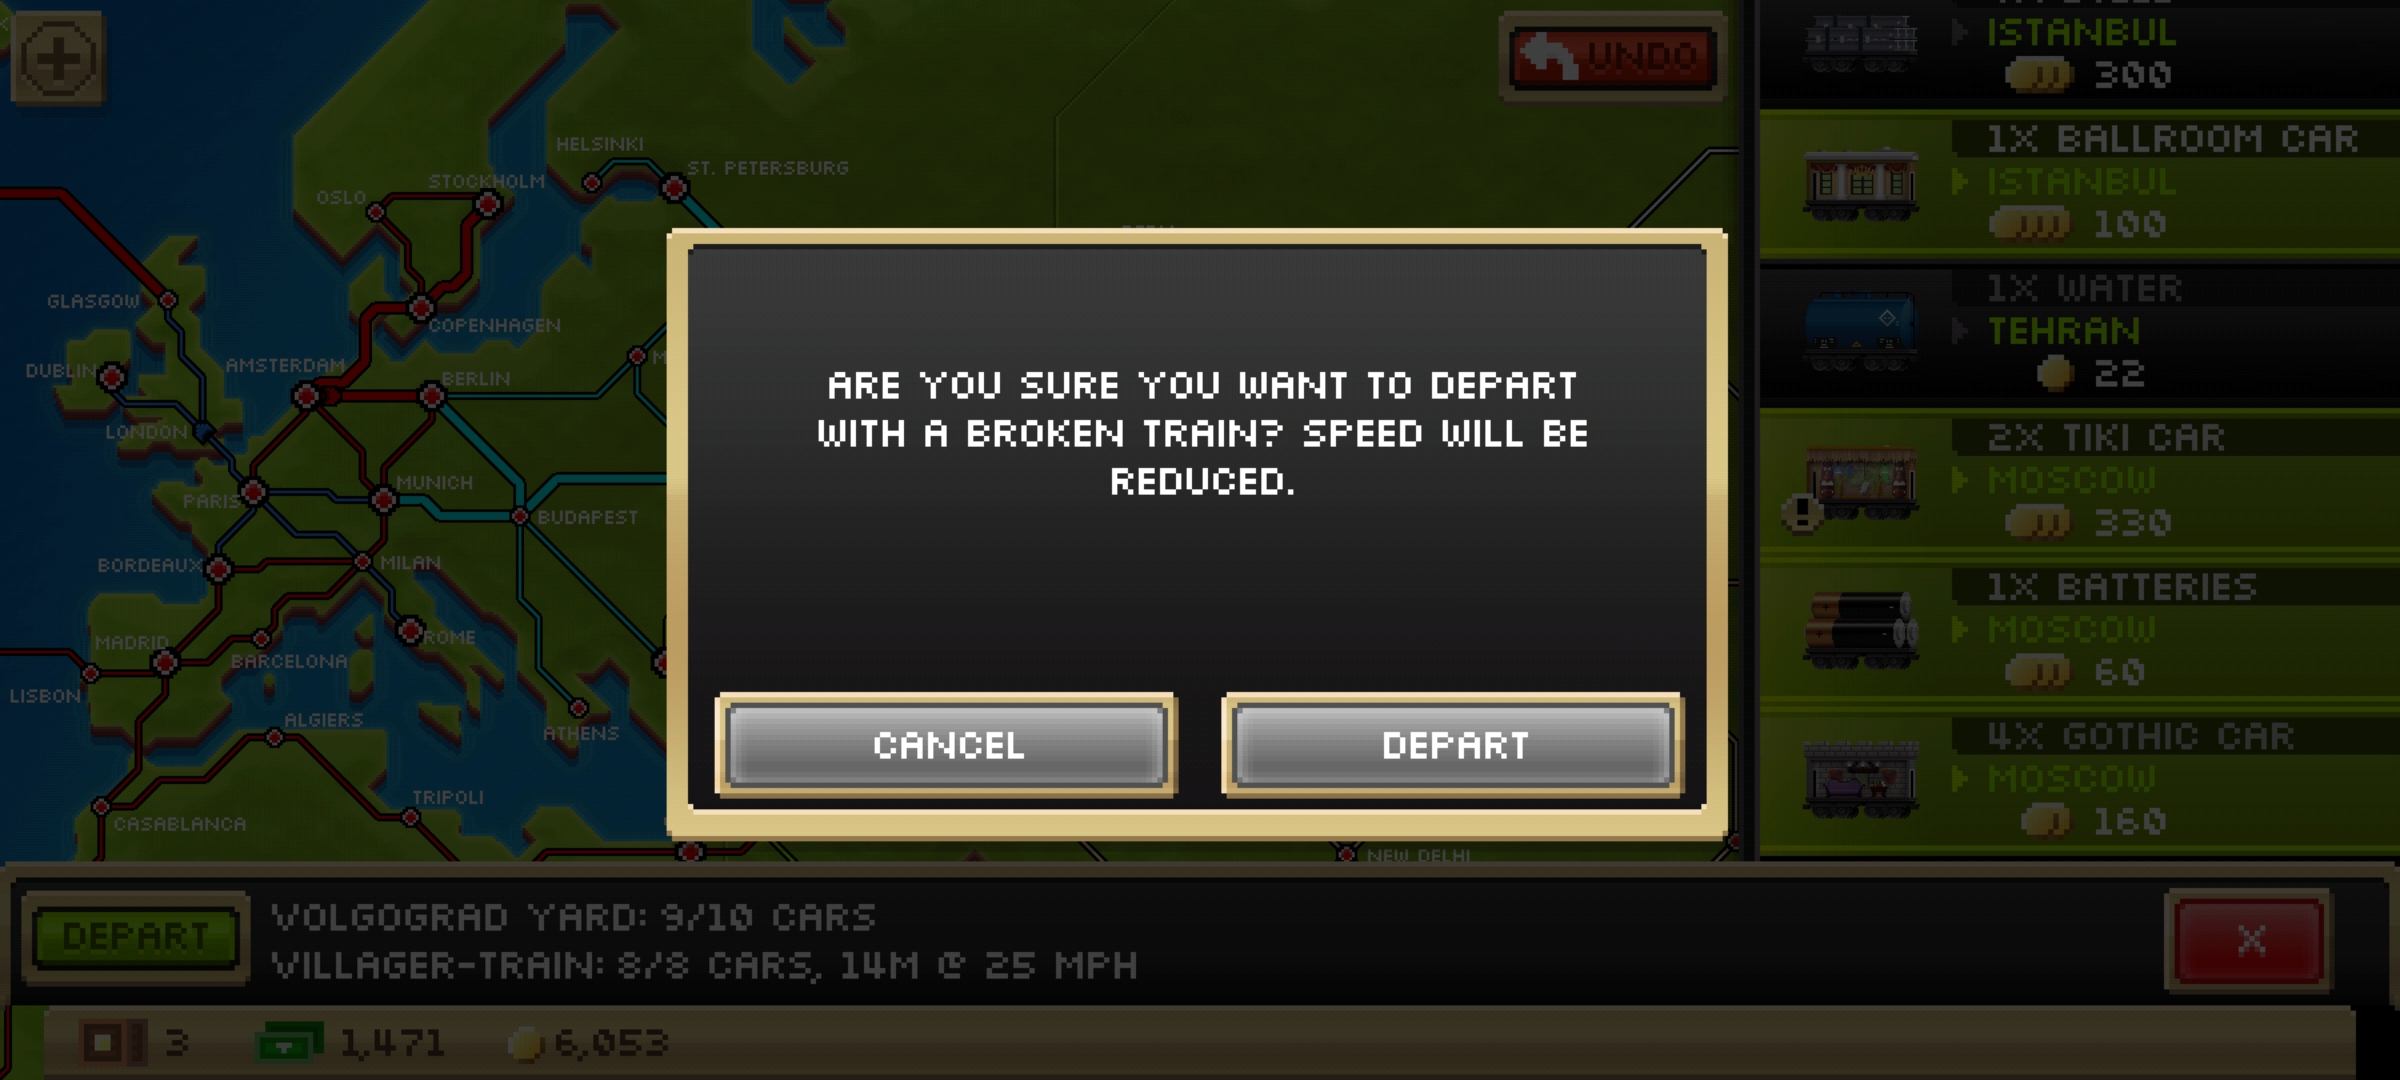 UNDO
ISTANBUL
300
1X BALLROOM CAR
ISTANBUL
100
1X WATER
TEHRAN
22
2X TIKI CAR
MOSCOW
330
1X BATTERIES
MOSCOW
60
4X GOTHIC CAR
MOSCOW
160
HELSINKI
ST. PETERSBURG
STOCKHOLM
OSLO
GLASGOW
COPENHAGEN
AMSTERDAM
DUBLIN
BERLIN
LONDON
MUNICH
PARIS
BUDAPEST
BORDEAUX
MILAN
MADRID
ROME
BARCELONA
LISBON
ALGIERS
ATHENS
TRIPOLI
CASABLANCA
NEW DELHI
ARE YOU SURE YOU WANT TO DEPART
WITH A BROKEN TRAIN? SPEED WILL BE
REDUCED.
CANCEL
DEPART
DEPART
VOLGOGRAD YARD: 9/10 CARS
VILLAGER-TRAIN: 8/8 CARS, 14M @ 25 MPH
X
3
1,471
6,053